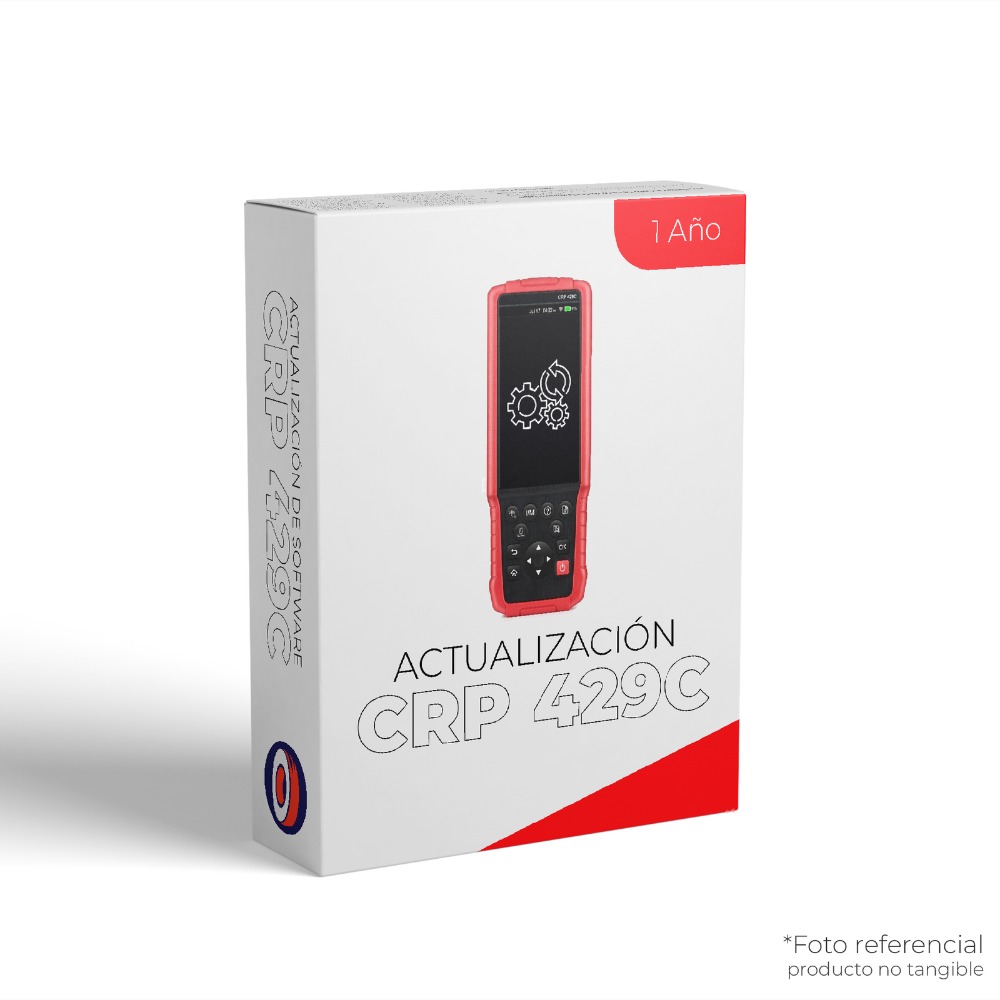 1 Año
CRP 429C
ACTUALIZACIÓN
CRP 429C
ACTUALIZACIÓN DE SOFTWARE
CRP 429C
*Foto referencial
producto no tangible